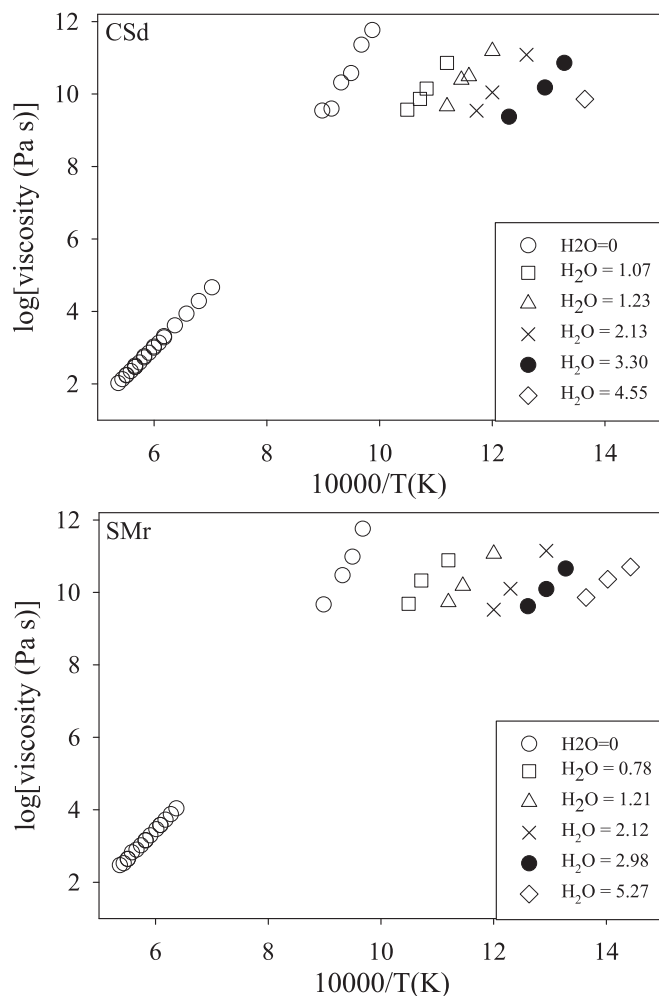 CSd
12
10
8
6
4
2
log[viscosity (Pa s)]
H2O=0
H₂O = 1.07
H₂O = 1.23
H₂O = 2.13
H₂O = 3.30
H₂O = 4.55
6 8 10 12 14
10000/T(K)
SMr
12
10
8
6
4
2
log[viscosity (Pa s)]
H2O=0
H₂O = 0.78
H₂O = 1.21
H₂O = 2.12
H₂O = 2.98
H₂O = 5.27
6 8 10 12 14
10000/T(K)